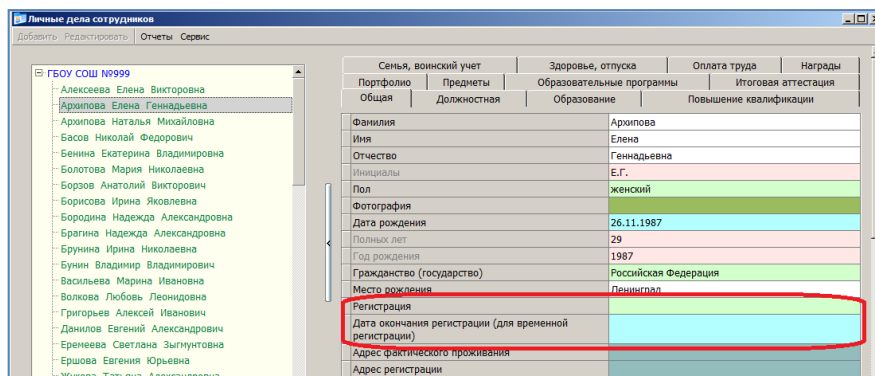 Личные дела сотрудников
Добавить Редактировать Отчеты Сервис
ГБОУ СОШ №999
Алексеева Елена Викторовна
Архипова Елена Геннадьевна
Архипова Наталья Михайловна
Басов Николай Федорович
Бенина Екатерина Владимировна
Болотова Мария Николаевна
Борзов Анатолий Викторович
Борисова Ирина Яковлевна
Бородина Надежда Александровна
Брагина Надежда Александровна
Брунина Ирина Николаевна
Бунин Владимир Владимирович
Васильева Марина Ивановна
Волкова Любовь Леонидовна
Григорьев Алексей Иванович
Данилов Евгений Александрович
Еремеева Светлана Зыгмунтовна
Ершова Евгения Юрьевна
Жукова Татьяна Александровна
Семья, воинский учет Здоровье, отпуска Оплата труда Награды
Портфолио Предметы Образовательные программы Итоговая аттестация
Общая Должностная Образование Повышение квалификации
Фамилия Архипова
Имя Елена
Отчество Геннадьевна
Инициалы Е.Г.
Пол женский
Фотография
Дата рождения 26.11.1987
Полных лет 29
Год рождения 1987
Гражданство (государство) Российская Федерация
Место рождения Ленинград
Регистрация
Дата окончания регистрации (для временной
регистрации)
Адрес фактического проживания
Адрес регистрации